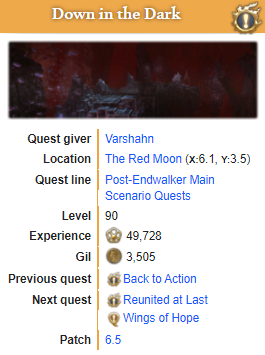 Down in the Dark
Quest giver Varshahn
Location The Red Moon (X:6.1, Y:3.5)
Quest line Post-Endwalker Main
Scenario Quests
Level 90
Experience 49,728
Gil 3,505
Previous quest Back to Action
Next quest Reunited at Last
Wings of Hope
Patch 6.5